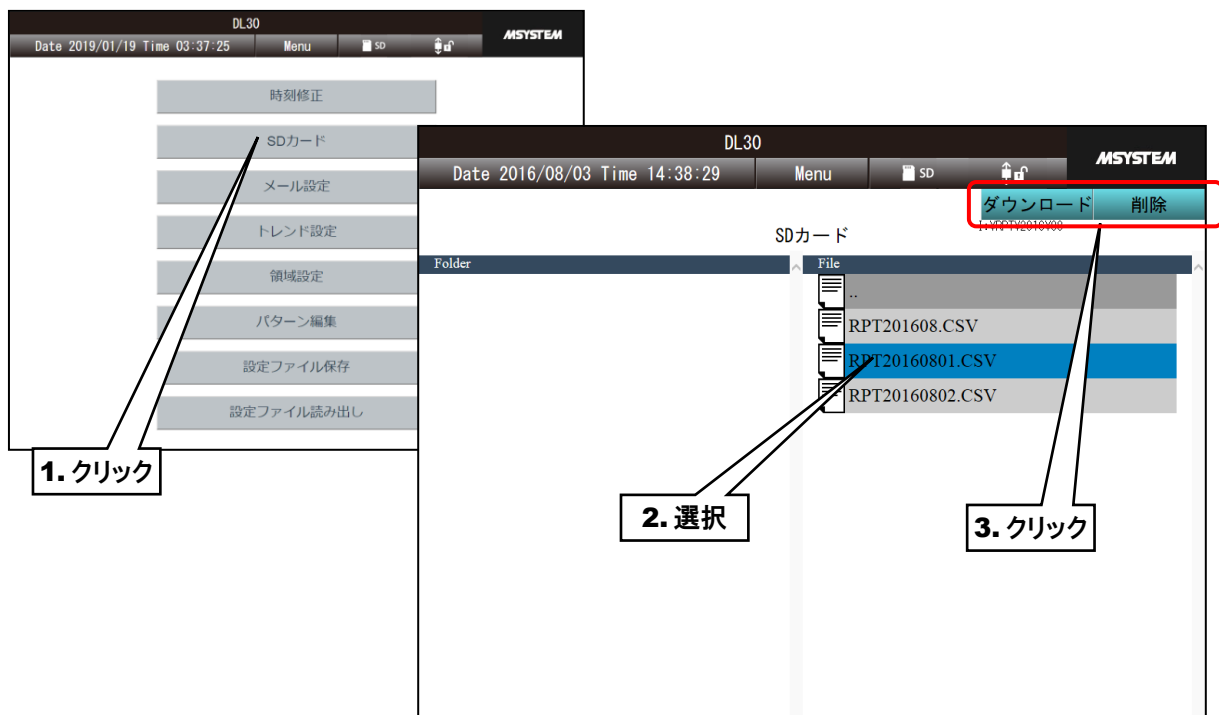 DL30
MSYSTEM
Date 2019/01/19 Time 03:37:25 Menu SD
時刻修正
SDカード
メール設定
トレンド設定
領域設定
パターン編集
設定ファイル保存
設定ファイル読み出し
1. クリック
DL30
MSYSTEM
Date 2016/08/03 Time 14:38:29 Menu SD
ダウンロード 削除
SDカード
Folder
File
..
RPT201608.CSV
RPT20160801.CSV
RPT20160802.CSV
2. 選択
3. クリック